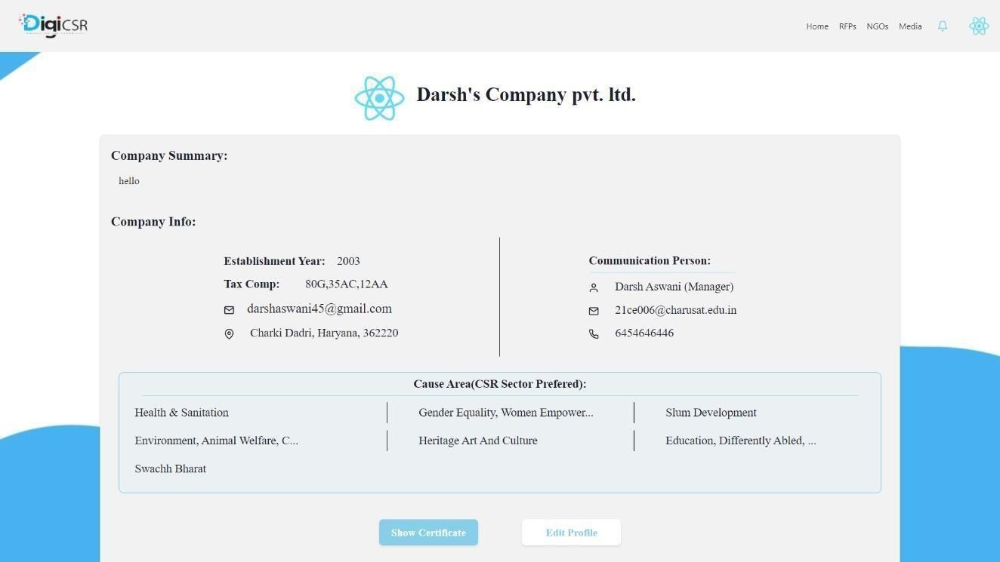 DigiCSR
Home RFPs NGOs Media
Darsh's Company pvt. ltd.
Company Summary:
hello
Company Info:
Establishment Year: 2003
Tax Comp: 80G,35AC,12AA
darshaswani45@gmail.com
Charki Dadri, Haryana, 362220
Communication Person:
Darsh Aswani (Manager)
21ce006@charusat.edu.in
6454646446
Cause Area(CSR Sector Prefered):
Health & Sanitation Gender Equality, Women Empower... Slum Development
Environment, Animal Welfare, C... Heritage Art And Culture Education, Differently Abled, ...
Swachh Bharat
Show Certificate Edit Profile